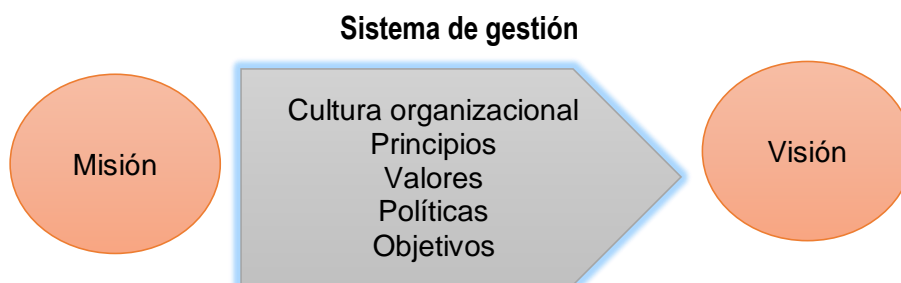 Sistema de gestión
Misión
Cultura organizacional
Principios
Valores
Políticas
Objetivos
Visión